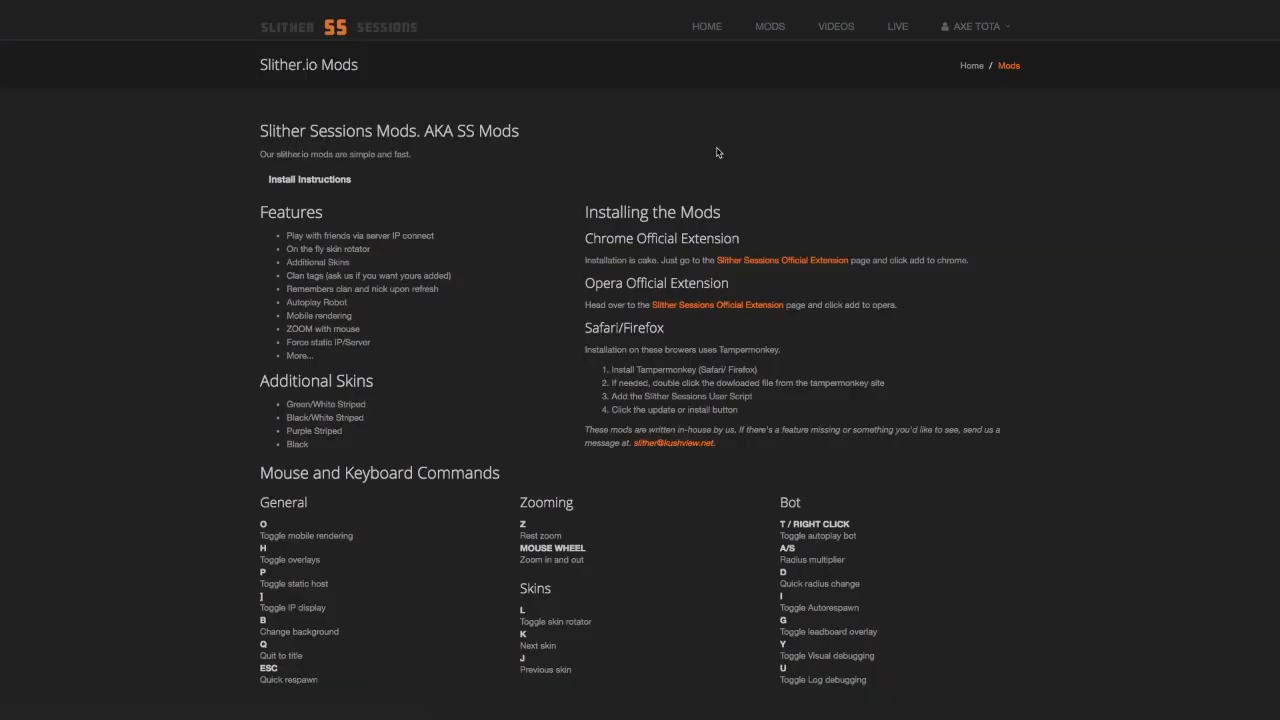 SLITHER SS SESSIONS
HOME MODS VIDEOS LIVE AXE TOTA
Slither.io Mods
Home / Mods
Slither Sessions Mods. AKA SS Mods
Our slither.io mods are simple and fast.
Install Instructions
Features
Play with friends via server IP connect
On the fly skin rotator
Additional Skins
Clan tags (ask us if you want yours added)
Remembers clan and nick upon refresh
Autoplay Robot
Mobile rendering
ZOOM with mouse
Force static IP/Server
More...
Additional Skins
Green/White Striped
Black/White Striped
Purple Striped
Black
Installing the Mods
Chrome Official Extension
Installation is cake. Just go to the Slither Sessions Official Extension page and click add to chrome.
Opera Official Extension
Head over to the Slither Sessions Official Extension page and click add to opera.
Safari/Firefox
Installation on these browers uses Tampermonkey.
1. Install Tampermonkey (Safari/ Firefox)
2. If needed, double click the dowloaded file from the tampermonkey site
3. Add the Slither Sessions User Script
4. Click the update or install button
These mods are written in-house by us. If there's a feature missing or something you'd like to see, send us a
message at. slither@kushview.net.
Mouse and Keyboard Commands
General
O
Toggle mobile rendering
H
Toggle overlays
P
Toggle static host
]
Toggle IP display
B
Change background
Q
Quit to title
ESC
Quick respawn
Zooming
Z
Rest zoom
MOUSE WHEEL
Zoom in and out
Skins
L
Toggle skin rotator
K
Next skin
J
Previous skin
Bot
T / RIGHT CLICK
Toggle autoplay bot
A/S
Radius multiplier
D
Quick radius change
I
Toggle Autorespawn
G
Toggle leadboard overlay
Y
Toggle Visual debugging
U
Toggle Log debugging